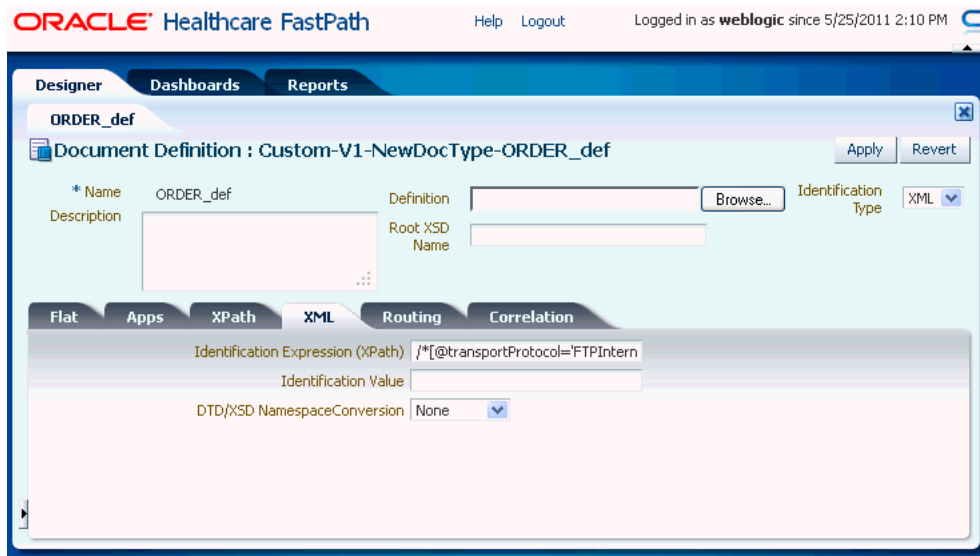 ORACLE Healthcare FastPath Help Logout Logged in as weblogic since 5/25/2011 2:10 PM
Designer Dashboards Reports
ORDER_def
Document Definition : Custom-V1-NewDocType-ORDER_def Apply Revert
* Name ORDER_def
Description
Definition Browse...
Root XSD
Name
Identification
Type XML
Flat Apps XPath XML Routing Correlation
Identification Expression (XPath) /*[@transportProtocol='FTPIntern
Identification Value
DTD/XSD NamespaceConversion None